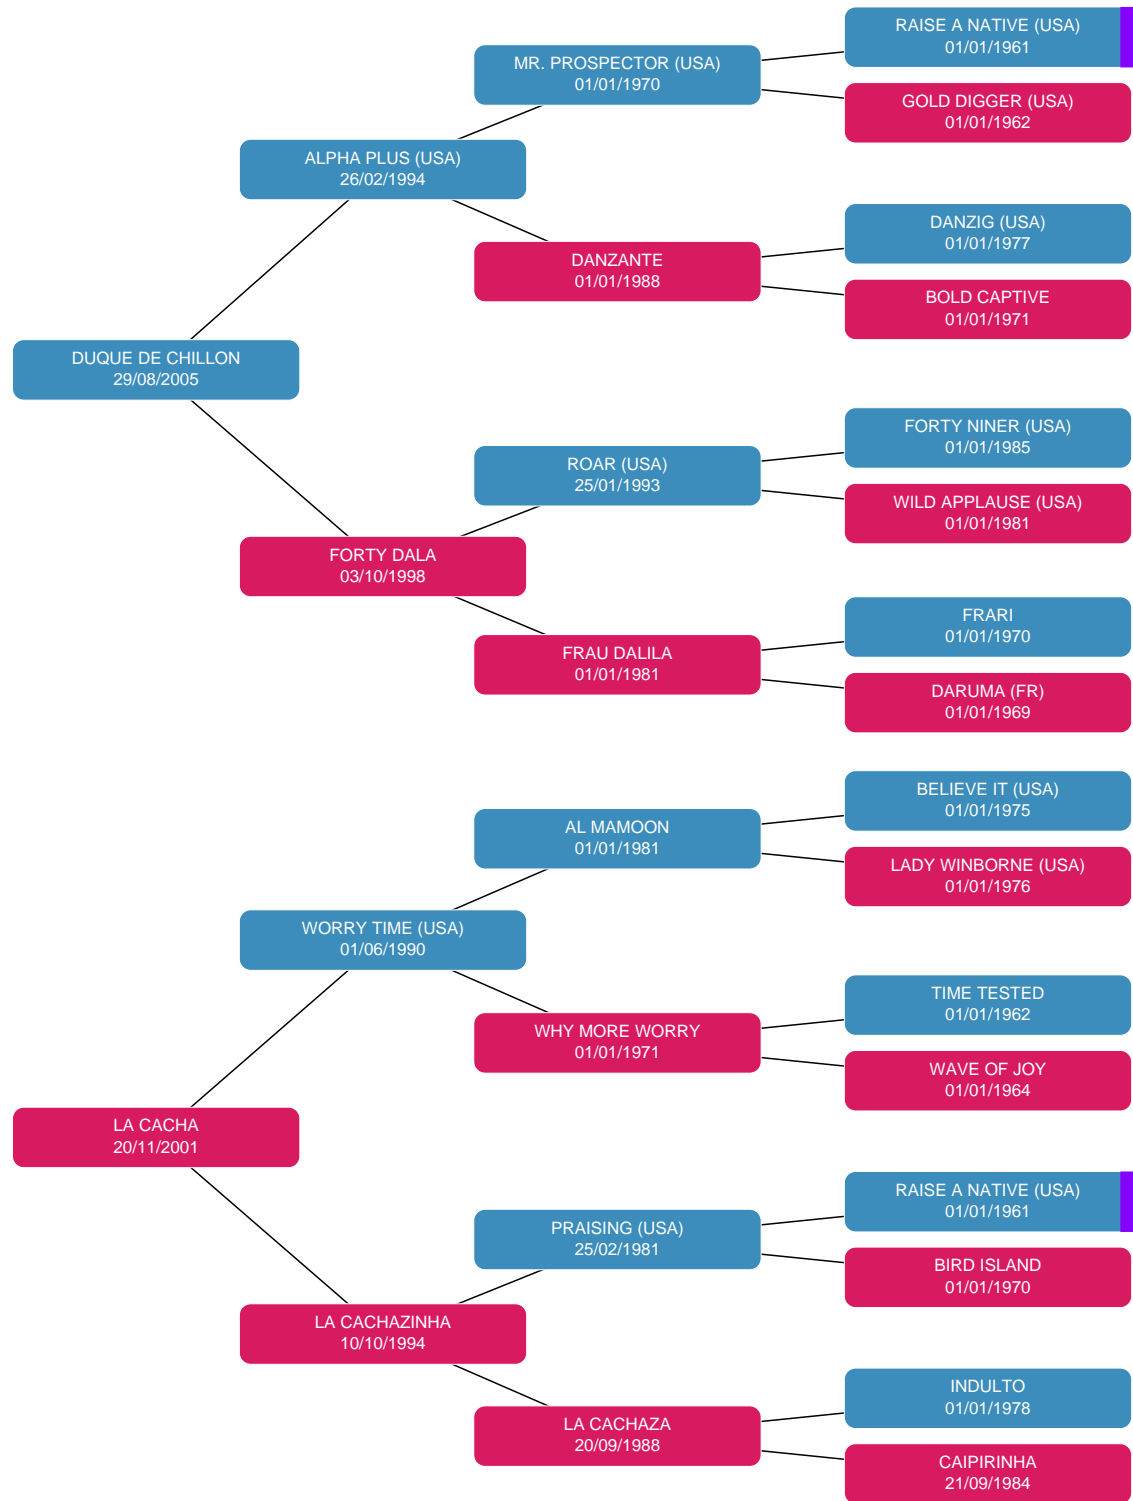 RAISE A NATIVE (USA)
01/01/1961
MR. PROSPECTOR (USA)
01/01/1970
GOLD DIGGER (USA)
01/01/1962
ALPHA PLUS (USA)
26/02/1994
DANZIG (USA)
01/01/1977
DANZANTE
01/01/1988
BOLD CAPTIVE
01/01/1971
DUQUE DE CHILLON
29/08/2005
FORTY NINER (USA)
01/01/1985
ROAR (USA)
25/01/1993
WILD APPLAUSE (USA)
01/01/1981
FORTY DALA
03/10/1998
FRARI
01/01/1970
FRAU DALILA
01/01/1981
DARUMA (FR)
01/01/1969
BELIEVE IT (USA)
01/01/1975
AL MAMOON
01/01/1981
LADY WINBORNE (USA)
01/01/1976
WORRY TIME (USA)
01/06/1990
TIME TESTED
01/01/1962
WHY MORE WORRY
01/01/1971
WAVE OF JOY
01/01/1964
LA CACHA
20/11/2001
RAISE A NATIVE (USA)
01/01/1961
PRAISING (USA)
25/02/1981
BIRD ISLAND
01/01/1970
LA CACHAZINHA
10/10/1994
INDULTO
01/01/1978
LA CACHAZA
20/09/1988
CAIPIRINHA
21/09/1984